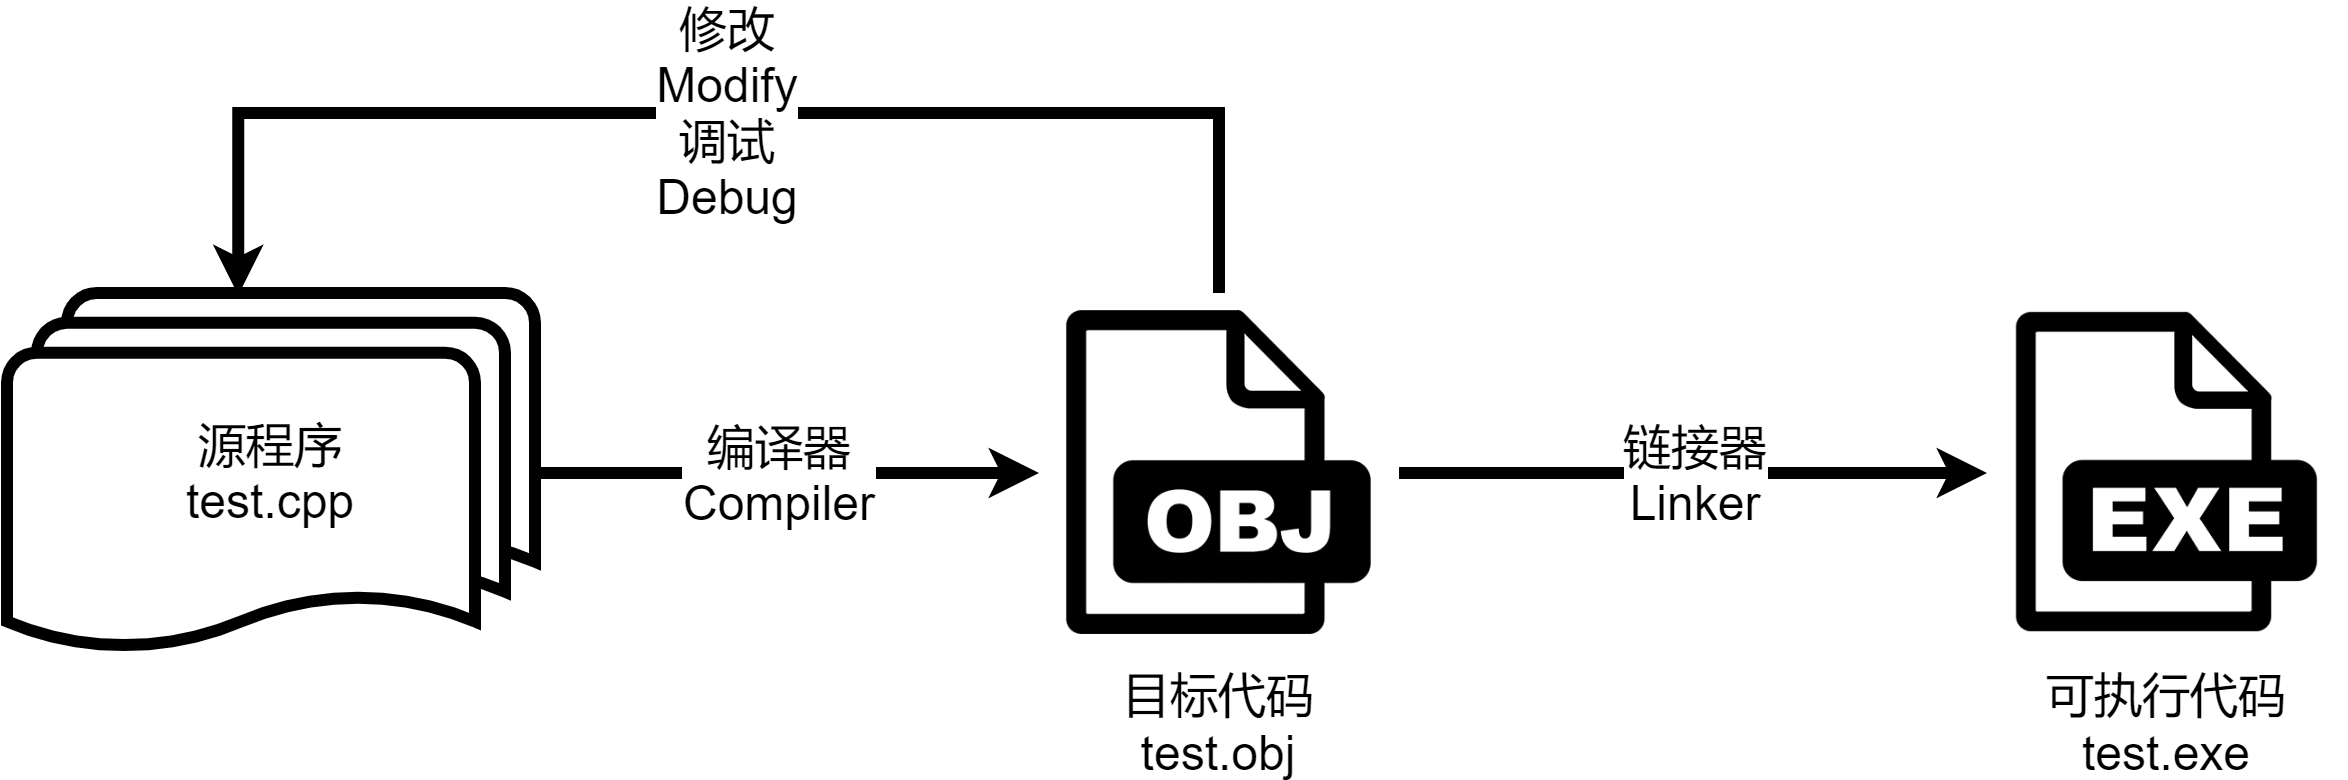 修改
Modify
调试
Debug
源程序
test.cpp
编译器
Compiler
OBJ
链接器
Linker
EXE
目标代码
test.obj
可执行代码
test.exe